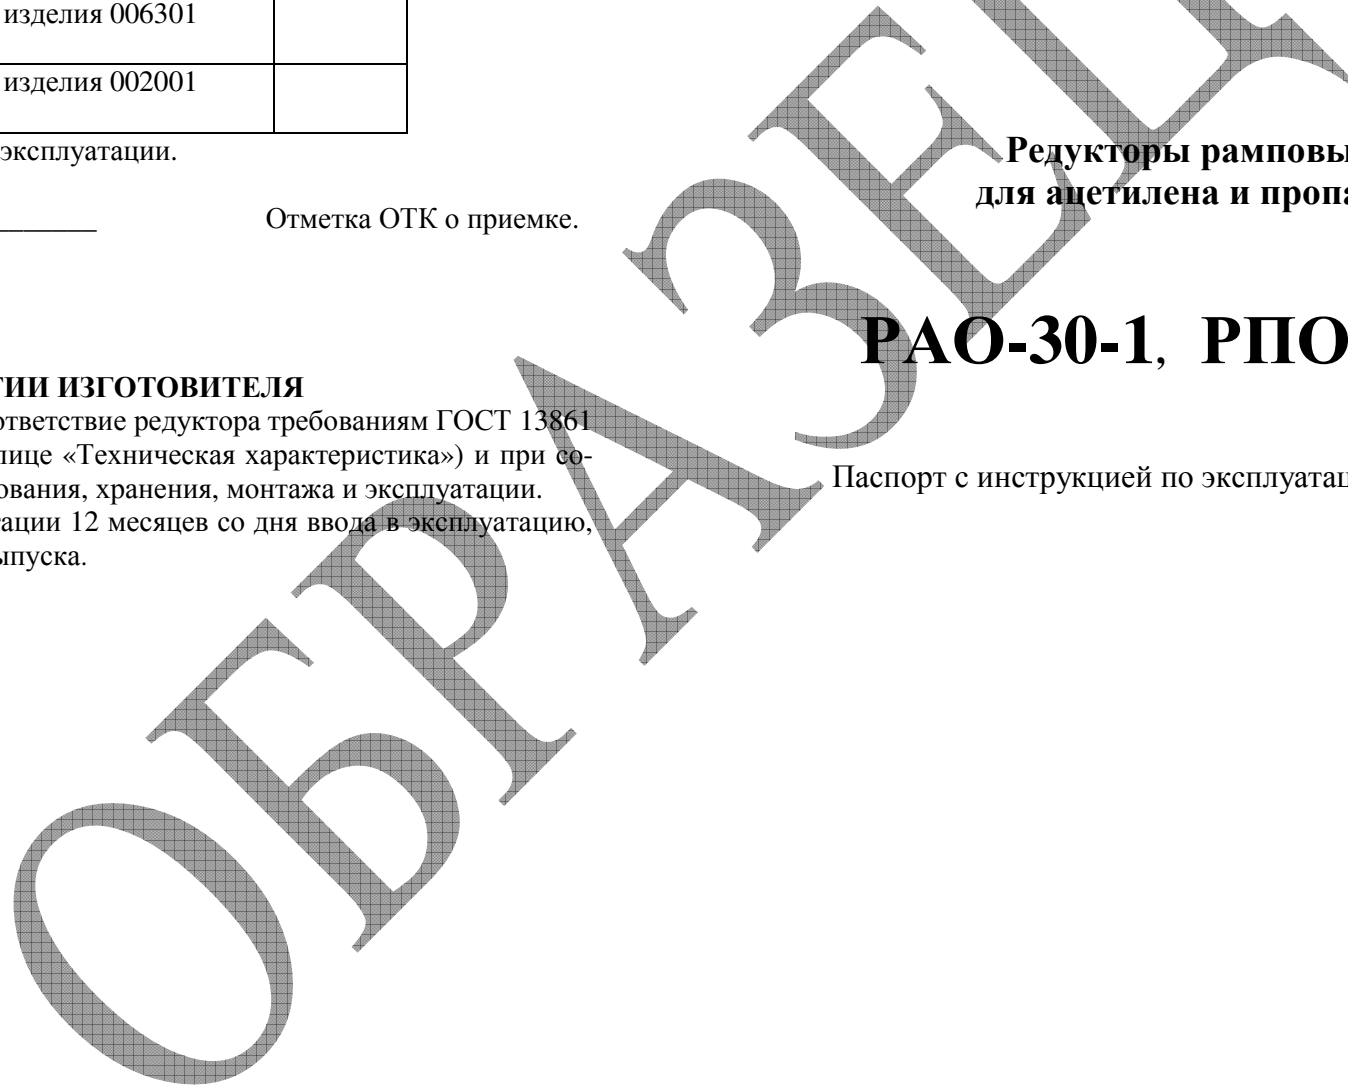 изделия 006301
изделия 002001
эксплуатации.
Отметка ОТК о приемке.
ТИИ ИЗГОТОВИТЕЛЯ
ответствие редуктора требованиям ГОСТ 13861
лице «Техническая характеристика») и при со-
ования, хранения, монтажа и эксплуатации.
тации 12 месяцев со дня ввода в эксплуатацию,
ыпуска.
Редукторы рамповы
для ацетилена и пропа
РАО-30-1, РПО
Паспорт с инструкцией по эксплуатац
ОБРАЗЕЦ